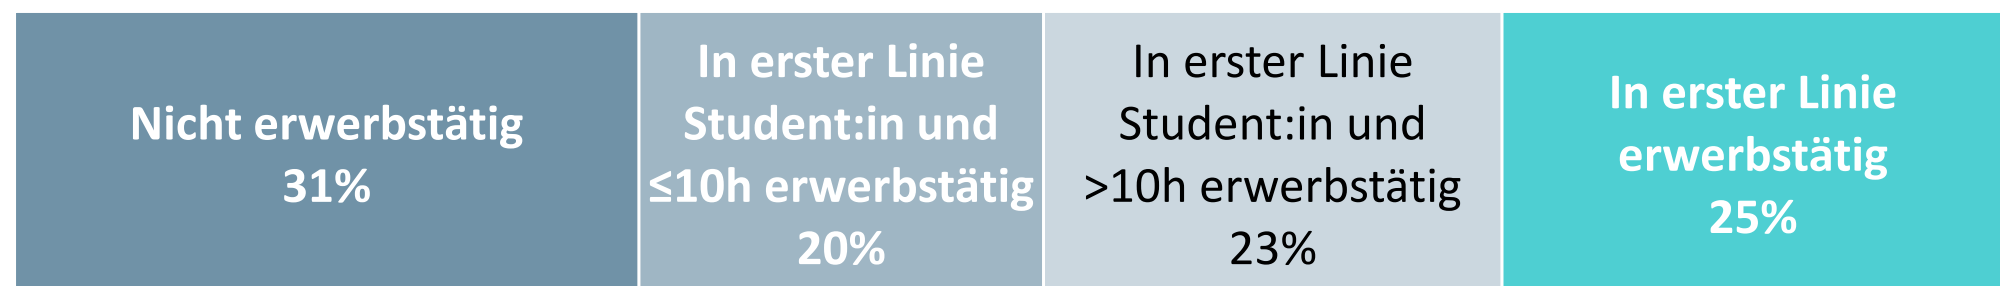 Nicht erwerbstätig
31%
In erster Linie
Student:in und
≤10h erwerbstätig
20%
In erster Linie
Student:in und
>10h erwerbstätig
23%
In erster Linie
erwerbstätig
25%